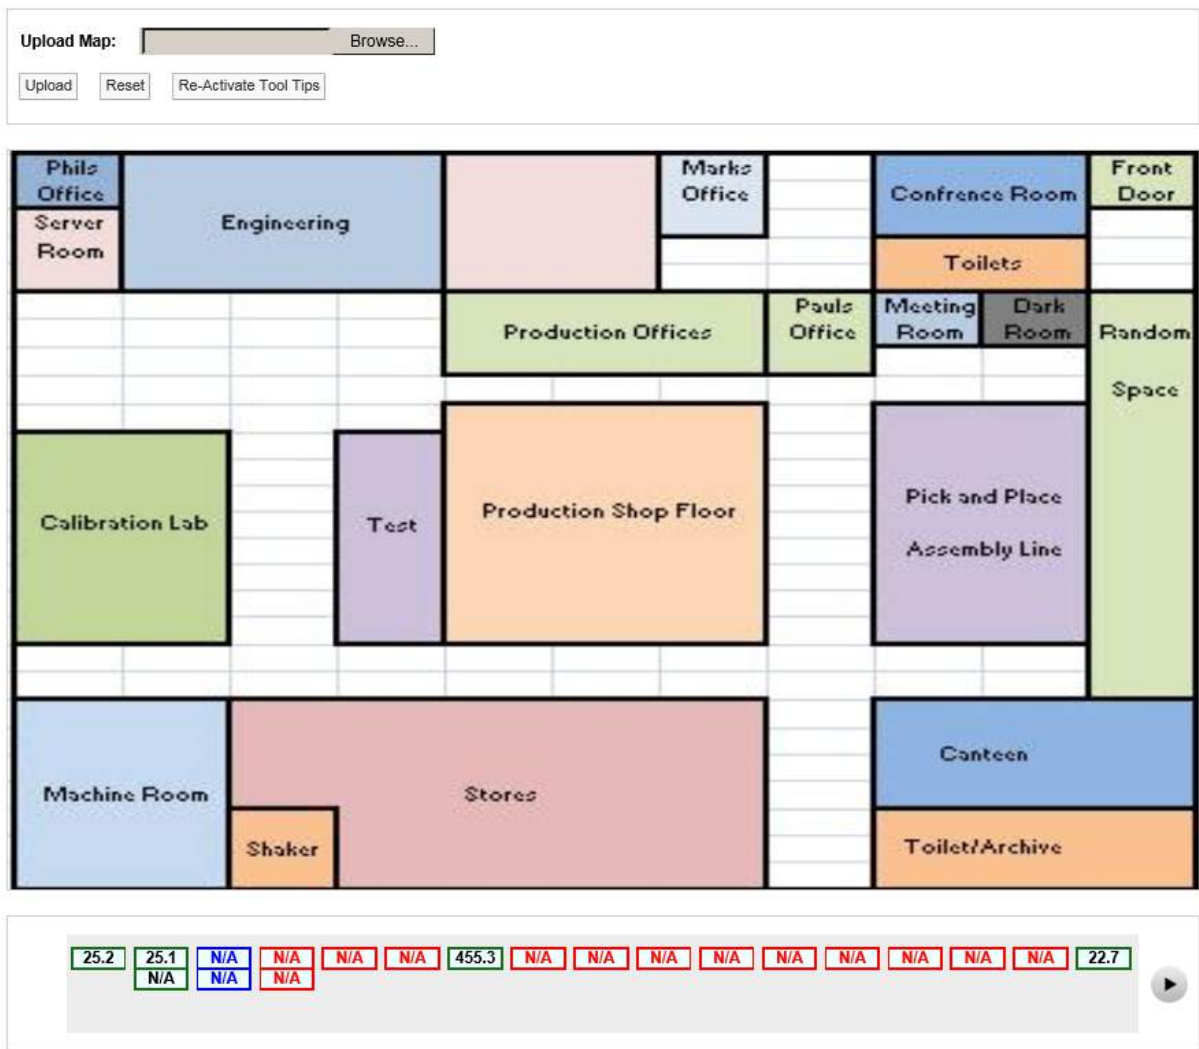 Upload Map: Browse...
Upload Reset Re-Activate Tool Tips
Phils
Office
Engineering
Marks
Office
Confrence Room
Front
Door
Server
Room
Toilets
Production Offices
Pauls
Office
Meeting
Room
Dark
Room
Random
Space
Calibration Lab
Test
Production Shop Floor
Pick and Place
Assembly Line
Machine Room
Stores
Canteen
Shaker
Toilet/Archive
25.2 25.1 N/A N/A N/A N/A 455.3 N/A N/A N/A N/A N/A N/A N/A N/A N/A 22.7
N/A N/A N/A